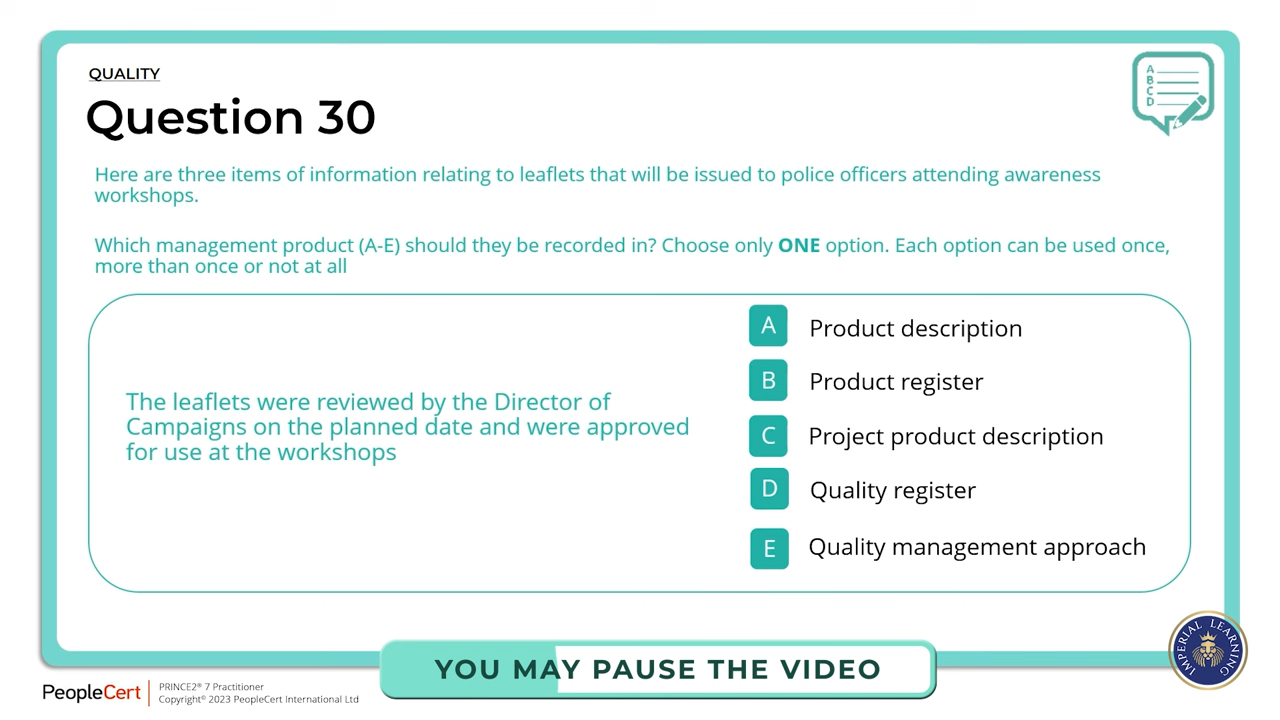 QUALITY
Question 30
A
B
C
D
Here are three items of information relating to leaflets that will be issued to police officers attending awareness
workshops.
Which management product (A-E) should they be recorded in? Choose only ONE option. Each option can be used once,
more than once or not at all
The leaflets were reviewed by the Director of
Campaigns on the planned date and were approved
for use at the workshops
A Product description
B Product register
C Project product description
D Quality register
E Quality management approach
YOU MAY PAUSE THE VIDEO
IMPERIAL LEARNING
PeopleCert
PRINCE2® 7 Practitioner
Copyright© 2023 PeopleCert International Ltd